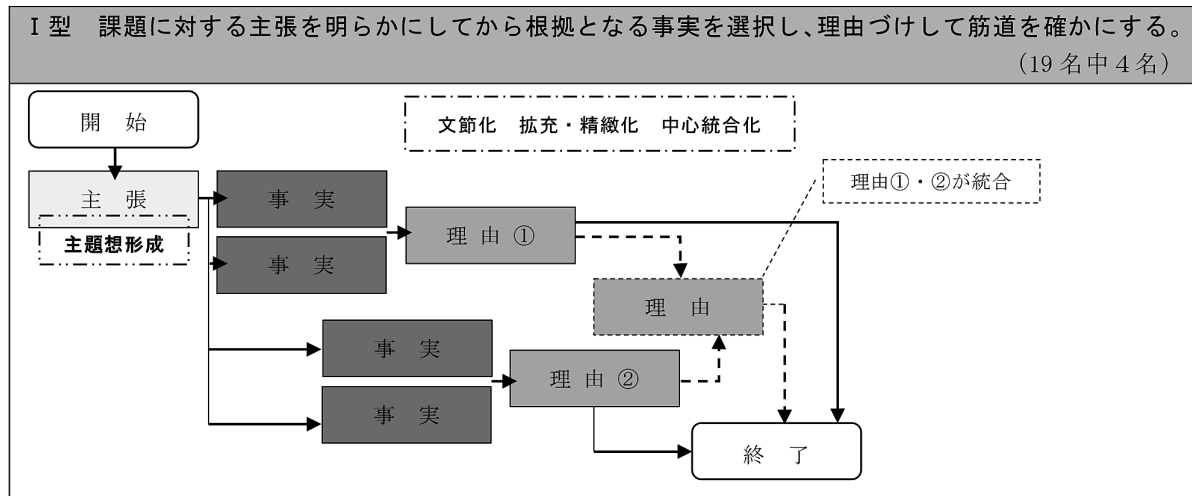 Ⅰ型　課題に対する主張を明らかにしてから根拠となる事実を選択し、理由づけして筋道を確かにする。
（19名中４名）
開　始
文節化　拡充・精緻化　中心統合化
主　張
主題想形成
事　実
事　実
理　由　①
理由①・②が統合
理　由
事　実
事　実
理　由　②
終　了